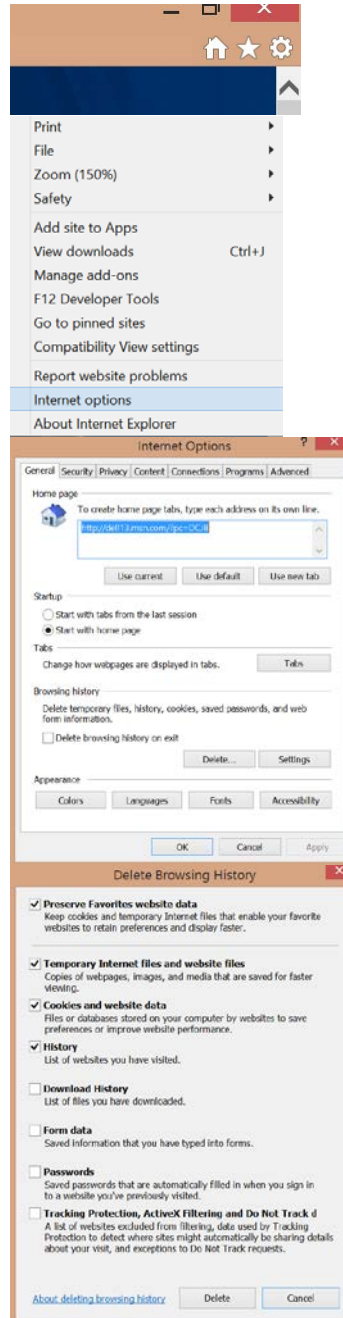 Print
File
Zoom (150%)
Safety
Add site to Apps
View downloads Ctrl+J
Manage add-ons
F12 Developer Tools
Go to pinned sites
Compatibility View settings
Report website problems
Internet options
About Internet Explorer
Internet Options ?
General Security Privacy Content Connections Programs Advanced
Home page
To create home page tabs, type each address on its own line.
http://dell13.msn.com/?pc=DCJB
Use current Use default Use new tab
Startup
Start with tabs from the last session
Start with home page
Tabs
Change how webpages are displayed in tabs. Tabs
Browsing history
Delete temporary files, history, cookies, saved passwords, and web
form information.
Delete browsing history on exit
Delete... Settings
Appearance
Colors Languages Fonts Accessibility
OK Cancel Apply
Delete Browsing History
Preserve Favorites website data
Keep cookies and temporary Internet files that enable your favorite
websites to retain preferences and display faster.
Temporary Internet files and website files
Copies of webpages, images, and media that are saved for faster
viewing.
Cookies and website data
Files or databases stored on your computer by websites to save
preferences or improve website performance.
History
List of websites you have visited.
Download History
List of files you have downloaded.
Form data
Saved information that you have typed into forms.
Passwords
Saved passwords that are automatically filled in when you sign in
to a website you've previously visited.
Tracking Protection, ActiveX Filtering and Do Not Track d
A list of websites excluded from filtering, data used by Tracking
Protection to detect where sites might automatically be sharing details
about your visit, and exceptions to Do Not Track requests.
About deleting browsing history Delete Cancel